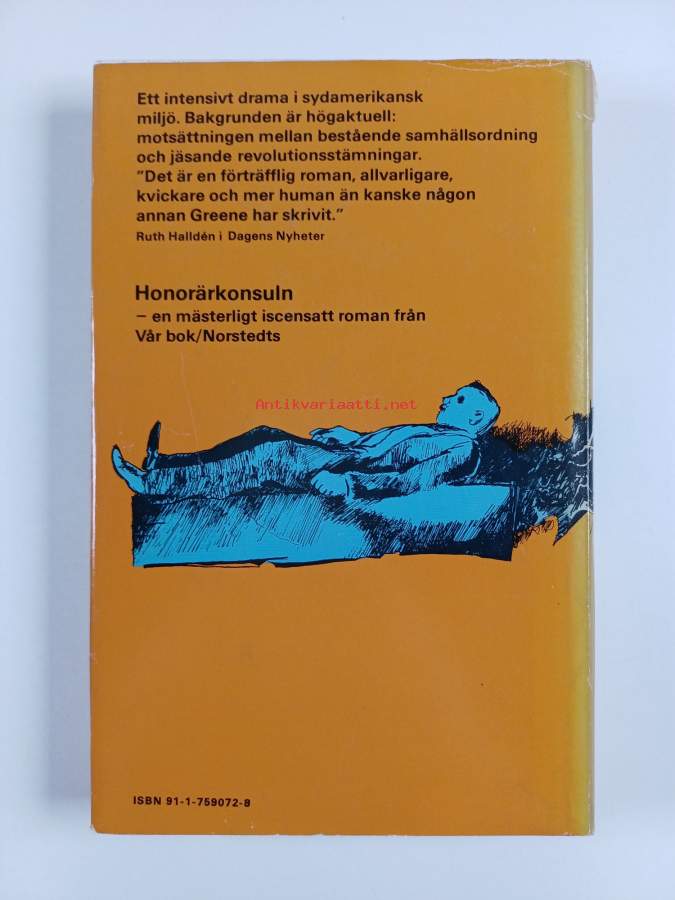 Ett intensivt drama i sydamerikansk
miljö. Bakgrunden är högaktuell:
motsättningen mellan bestående samhällsordning
och jäsande revolutionsstämningar.
”Det är en förträfflig roman, allvarligare,
kvickare och mer human än kanske någon
annan Greene har skrivit.”
Ruth Halldén i Dagens Nyheter
Honorärkonsuln
– en mästerligt iscensatt roman från
Vår bok/Norstedts
Antikvariaatti.net
ISBN 91-1-759072-8